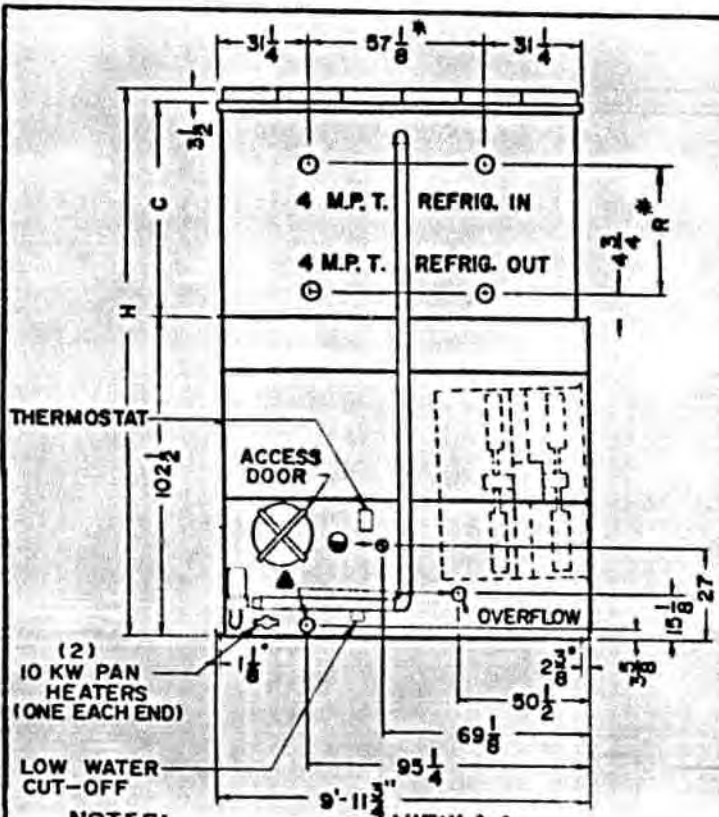 31 1/4 57 1/8* 31 1/4
3 1/2
C
H
4 M.P.T. REFRIG. IN
4 M.P.T. REFRIG. OUT
R*
4 3/4
THERMOSTAT
ACCESS
DOOR
102 1/2
27
15 1/8
OVERFLOW
(2)
10 KW PAN
HEATERS
(ONE EACH END)
1 1/8"
2 3/8"
3 5/8
50 1/2
69 1/8
95 1/4
LOW WATER
CUT-OFF
9'-11 3/4"
NOTES: